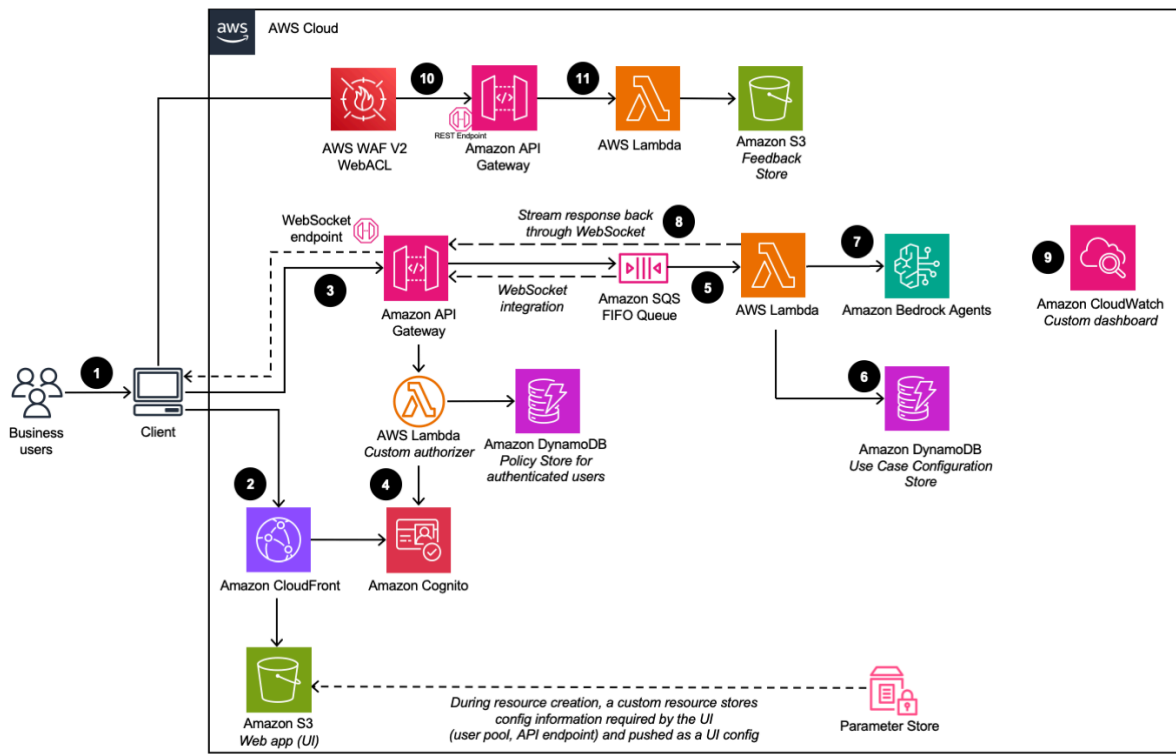 aws
AWS Cloud
10
11
REST Endpoint
AWS WAF V2
WebACL
Amazon API
Gateway
AWS Lambda
Amazon S3
Feedback
Store
WebSocket
endpoint
Stream response back
through WebSocket
8
7
9
3
WebSocket
integration
5
Amazon API
Gateway
Amazon SQS
FIFO Queue
AWS Lambda
Amazon Bedrock Agents
Amazon CloudWatch
Custom dashboard
1
6
Business
users
Client
AWS Lambda
Custom authorizer
Amazon DynamoDB
Policy Store for
authenticated users
Amazon DynamoDB
Use Case Configuration
Store
2
4
Amazon CloudFront
Amazon Cognito
During resource creation, a custom resource stores
config information required by the UI
(user pool, API endpoint) and pushed as a UI config
Amazon S3
Web app (UI)
Parameter Store